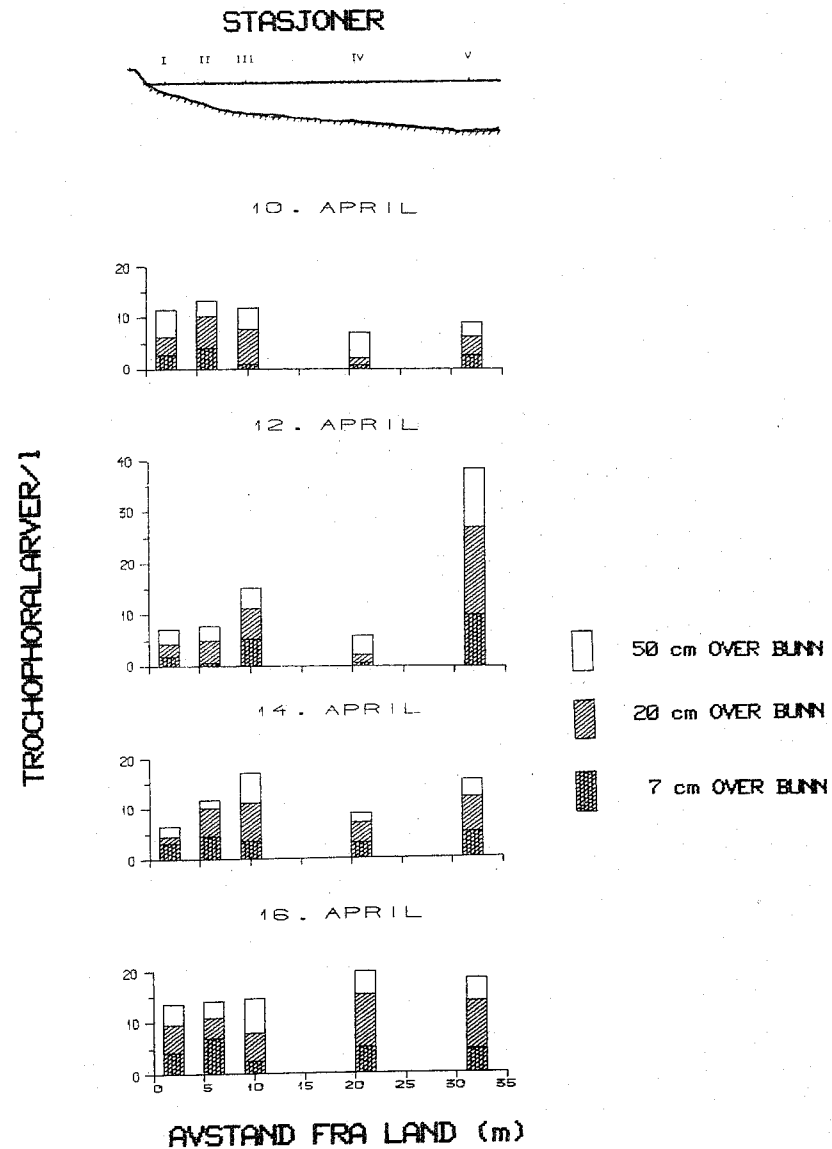 STASJONER
I II III IV V
10. APRIL
20
10
0
12. APRIL
40
30
20
10
0
14. APRIL
20
10
0
16. APRIL
20
10
0
0 5 10 15 20 25 30 35
AVSTAND FRA LAND (m)
TROCHOPHORALARVER/l
50 cm OVER BUNN
20 cm OVER BUNN
7 cm OVER BUNN